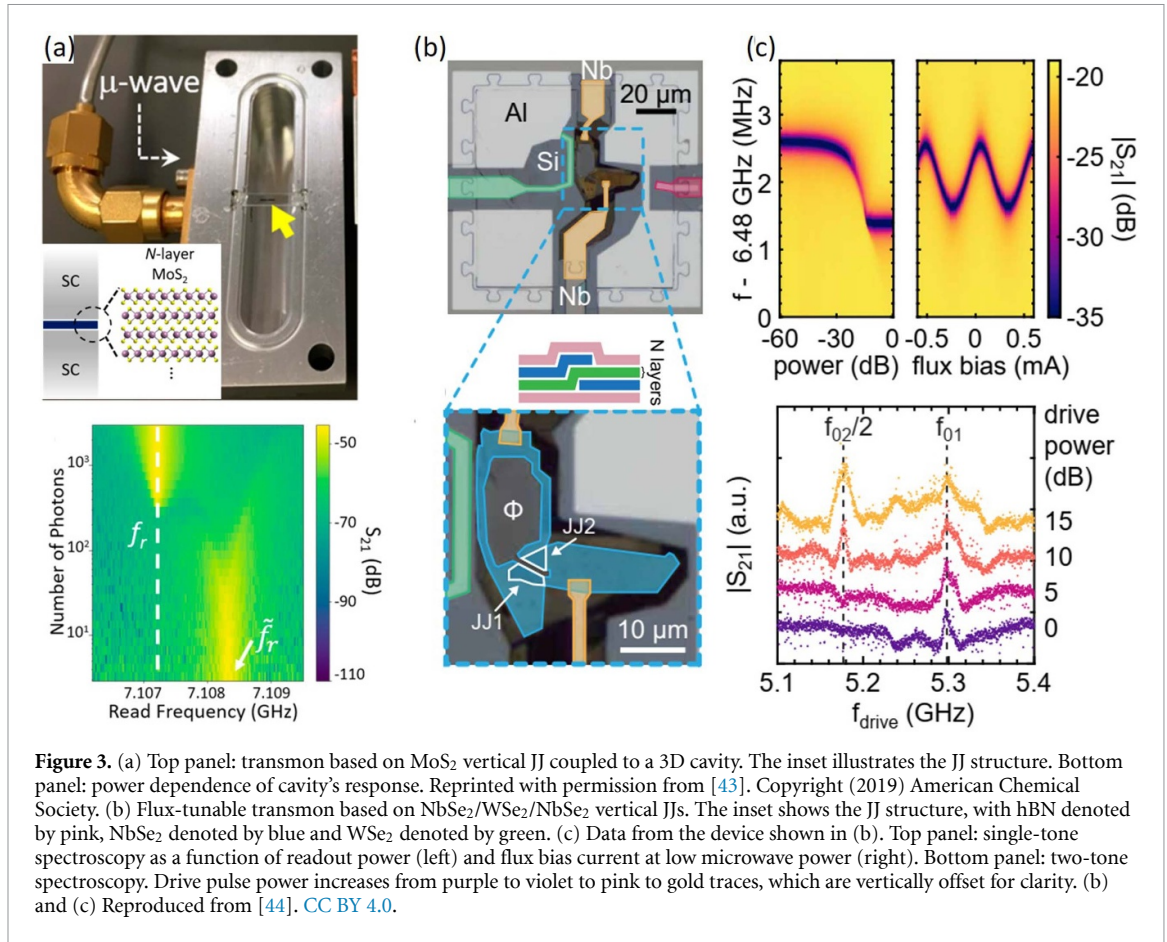 (a)
μ-wave
N-layer
MoS₂
SC
SC
⋮
Number of Photons
10³
10²
10¹
f_r
f̃_r
7.107
7.108
7.109
Read Frequency (GHz)
-50
-70
-90
-110
S₂₁ (dB)
(b)
Nb
20 μm
Al
Si
Nb
N layers
Φ
JJ2
JJ1
10 μm
(c)
f - 6.48 GHz (MHz)
3
2
1
0
-60
-30
0
power (dB)
-0.5
0
0.5
flux bias (mA)
-20
-25
-30
-35
|S₂₁| (dB)
f₀₂/2
f₀₁
drive
power
(dB)
15
10
5
0
|S₂₁| (a.u.)
5.1
5.2
5.3
5.4
f_drive (GHz)
Figure 3. (a) Top panel: transmon based on MoS₂ vertical JJ coupled to a 3D cavity. The inset illustrates the JJ structure. Bottom
panel: power dependence of cavity's response. Reprinted with permission from [43]. Copyright (2019) American Chemical
Society. (b) Flux-tunable transmon based on NbSe₂/WSe₂/NbSe₂ vertical JJs. The inset shows the JJ structure, with hBN denoted
by pink, NbSe₂ denoted by blue and WSe₂ denoted by green. (c) Data from the device shown in (b). Top panel: single-tone
spectroscopy as a function of readout power (left) and flux bias current at low microwave power (right). Bottom panel: two-tone
spectroscopy. Drive pulse power increases from purple to violet to pink to gold traces, which are vertically offset for clarity. (b)
and (c) Reproduced from [44]. CC BY 4.0.